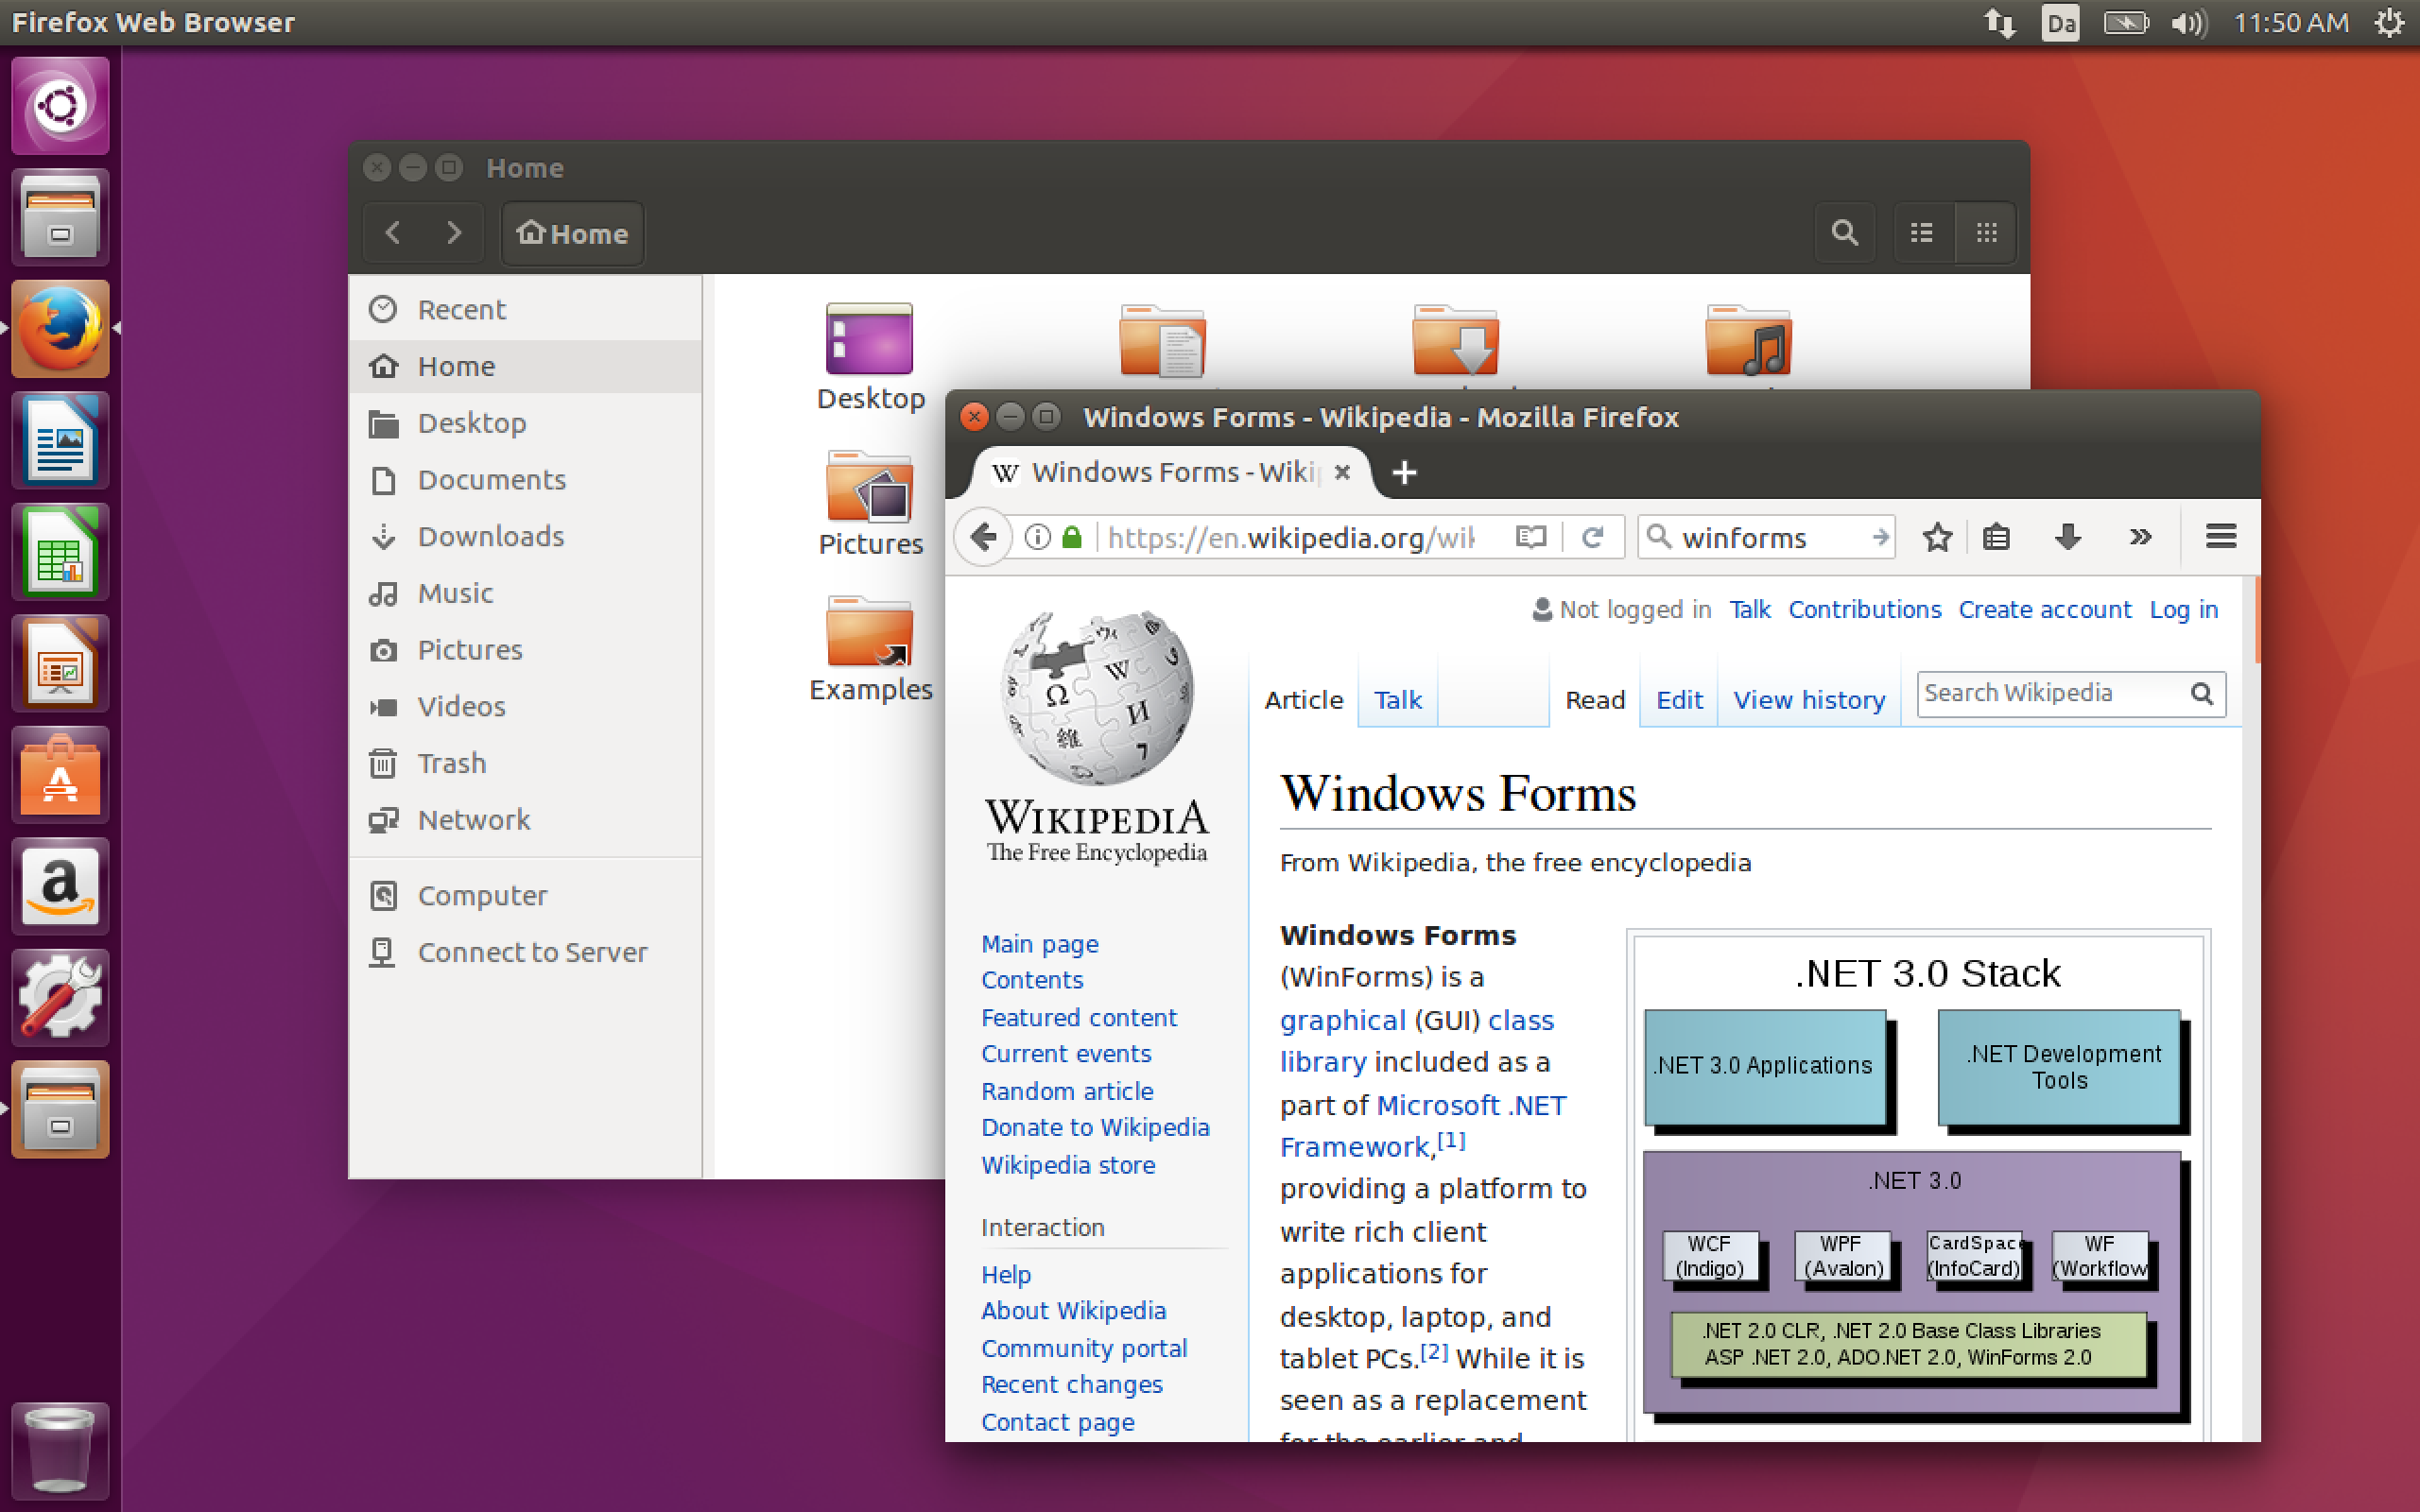 Firefox Web Browser
Da
11:50 AM
Home
Home
Recent
Home
Desktop
Documents
Downloads
Music
Pictures
Videos
Trash
Network
Computer
Connect to Server
Desktop
Pictures
Examples
Windows Forms - Wikipedia - Mozilla Firefox
W Windows Forms - Wiki
https://en.wikipedia.org/wik
winforms
Not logged in Talk Contributions Create account Log in
Article Talk Read Edit View history Search Wikipedia
WIKIPEDIA
The Free Encyclopedia
Main page
Contents
Featured content
Current events
Random article
Donate to Wikipedia
Wikipedia store
Interaction
Help
About Wikipedia
Community portal
Recent changes
Contact page
Windows Forms
From Wikipedia, the free encyclopedia
Windows Forms
(WinForms) is a
graphical (GUI) class
library included as a
part of Microsoft .NET
Framework,[1]
providing a platform to
write rich client
applications for
desktop, laptop, and
tablet PCs.[2] While it is
seen as a replacement
for the earlier and
.NET 3.0 Stack
.NET 3.0 Applications
.NET Development
Tools
.NET 3.0
WCF
(Indigo)
WPF
(Avalon)
CardSpace
(InfoCard)
WF
(Workflow
.NET 2.0 CLR, .NET 2.0 Base Class Libraries
ASP .NET 2.0, ADO.NET 2.0, WinForms 2.0